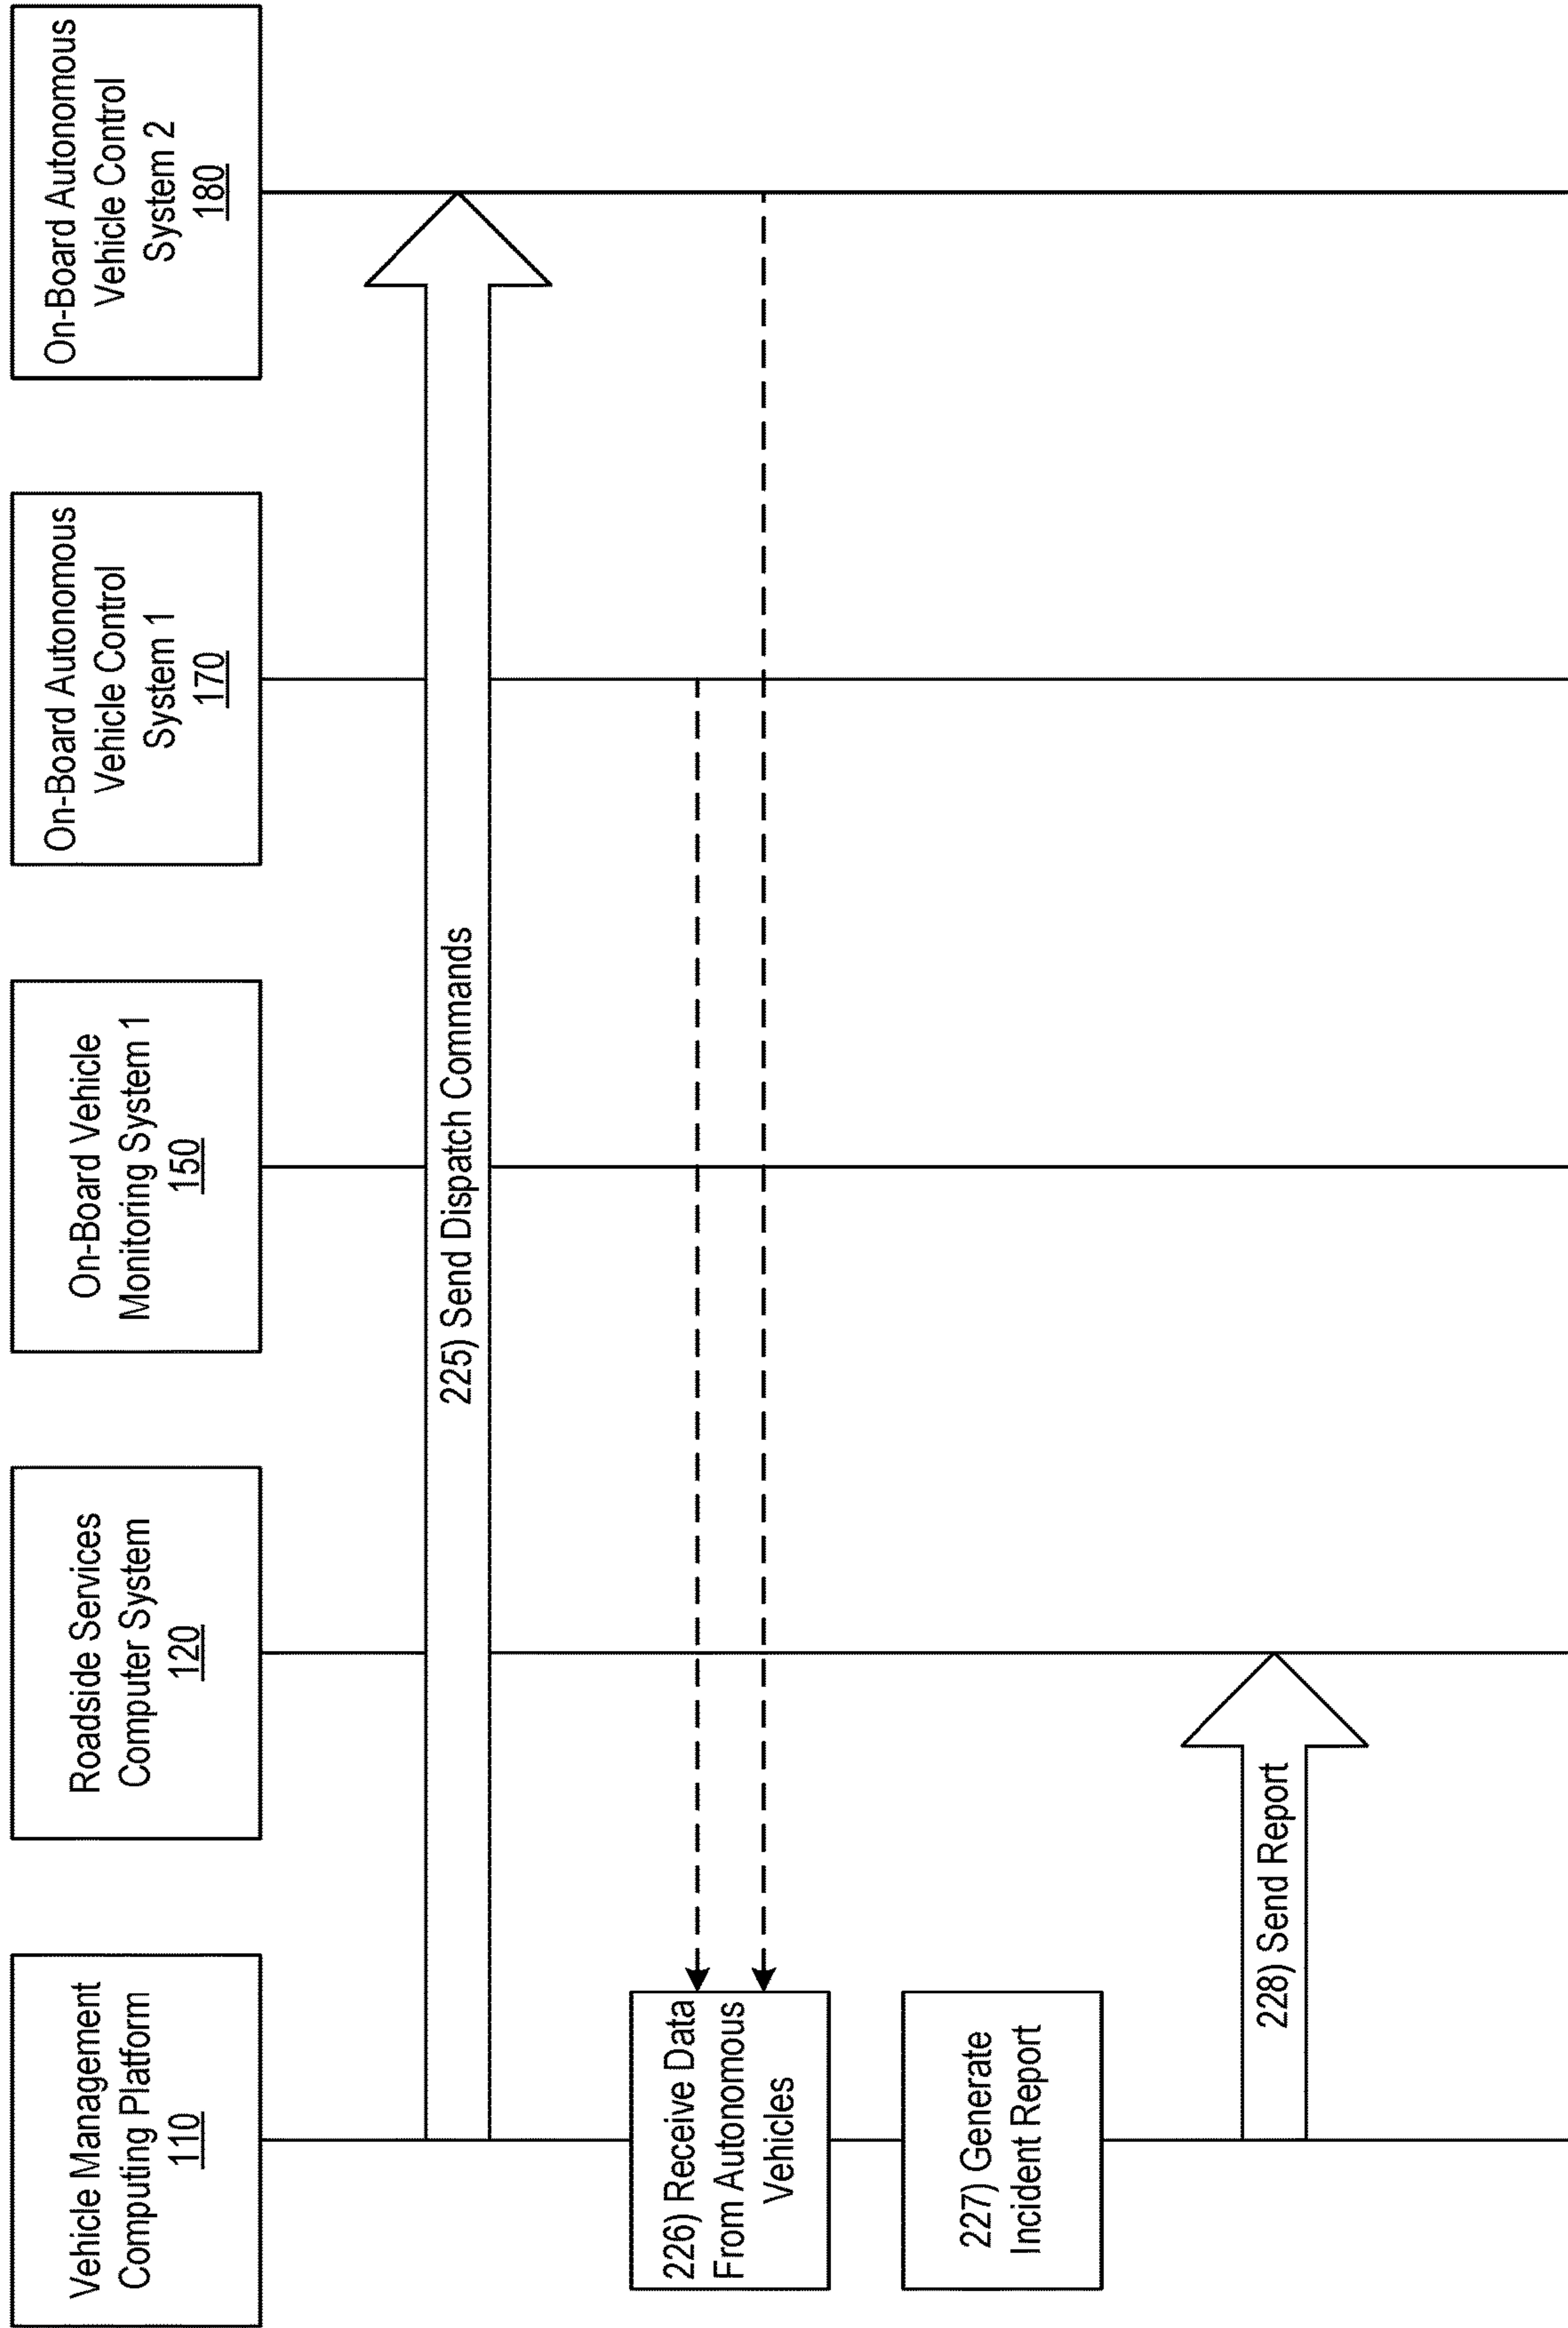 Vehicle Management
Computing Platform
110
Roadside Services
Computer System
120
On-Board Vehicle
Monitoring System 1
150
On-Board Autonomous
Vehicle Control
System 1
170
On-Board Autonomous
Vehicle Control
System 2
180
225) Send Dispatch Commands
226) Receive Data
From Autonomous
Vehicles
227) Generate
Incident Report
228) Send Report